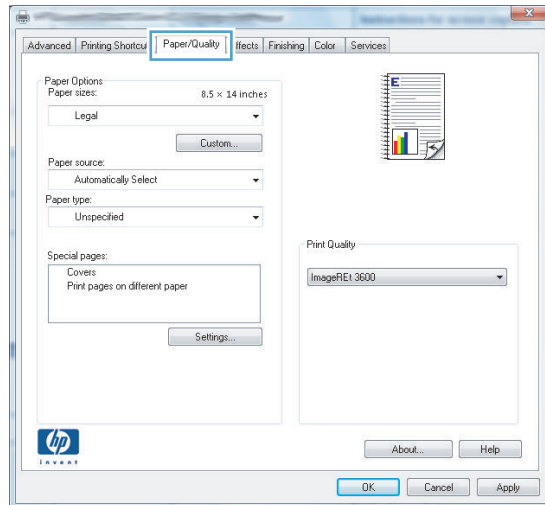 Advanced Printing Shortcu Paper/Quality ffects Finishing Color Services
Paper Options
Paper sizes: 8.5 × 14 inches
Legal
Custom...
Paper source:
Automatically Select
Paper type:
Unspecified
Special pages:
Covers
Print pages on different paper
Settings...
E
Print Quality
ImageREt 3600
hp
invent
About... Help
OK Cancel Apply